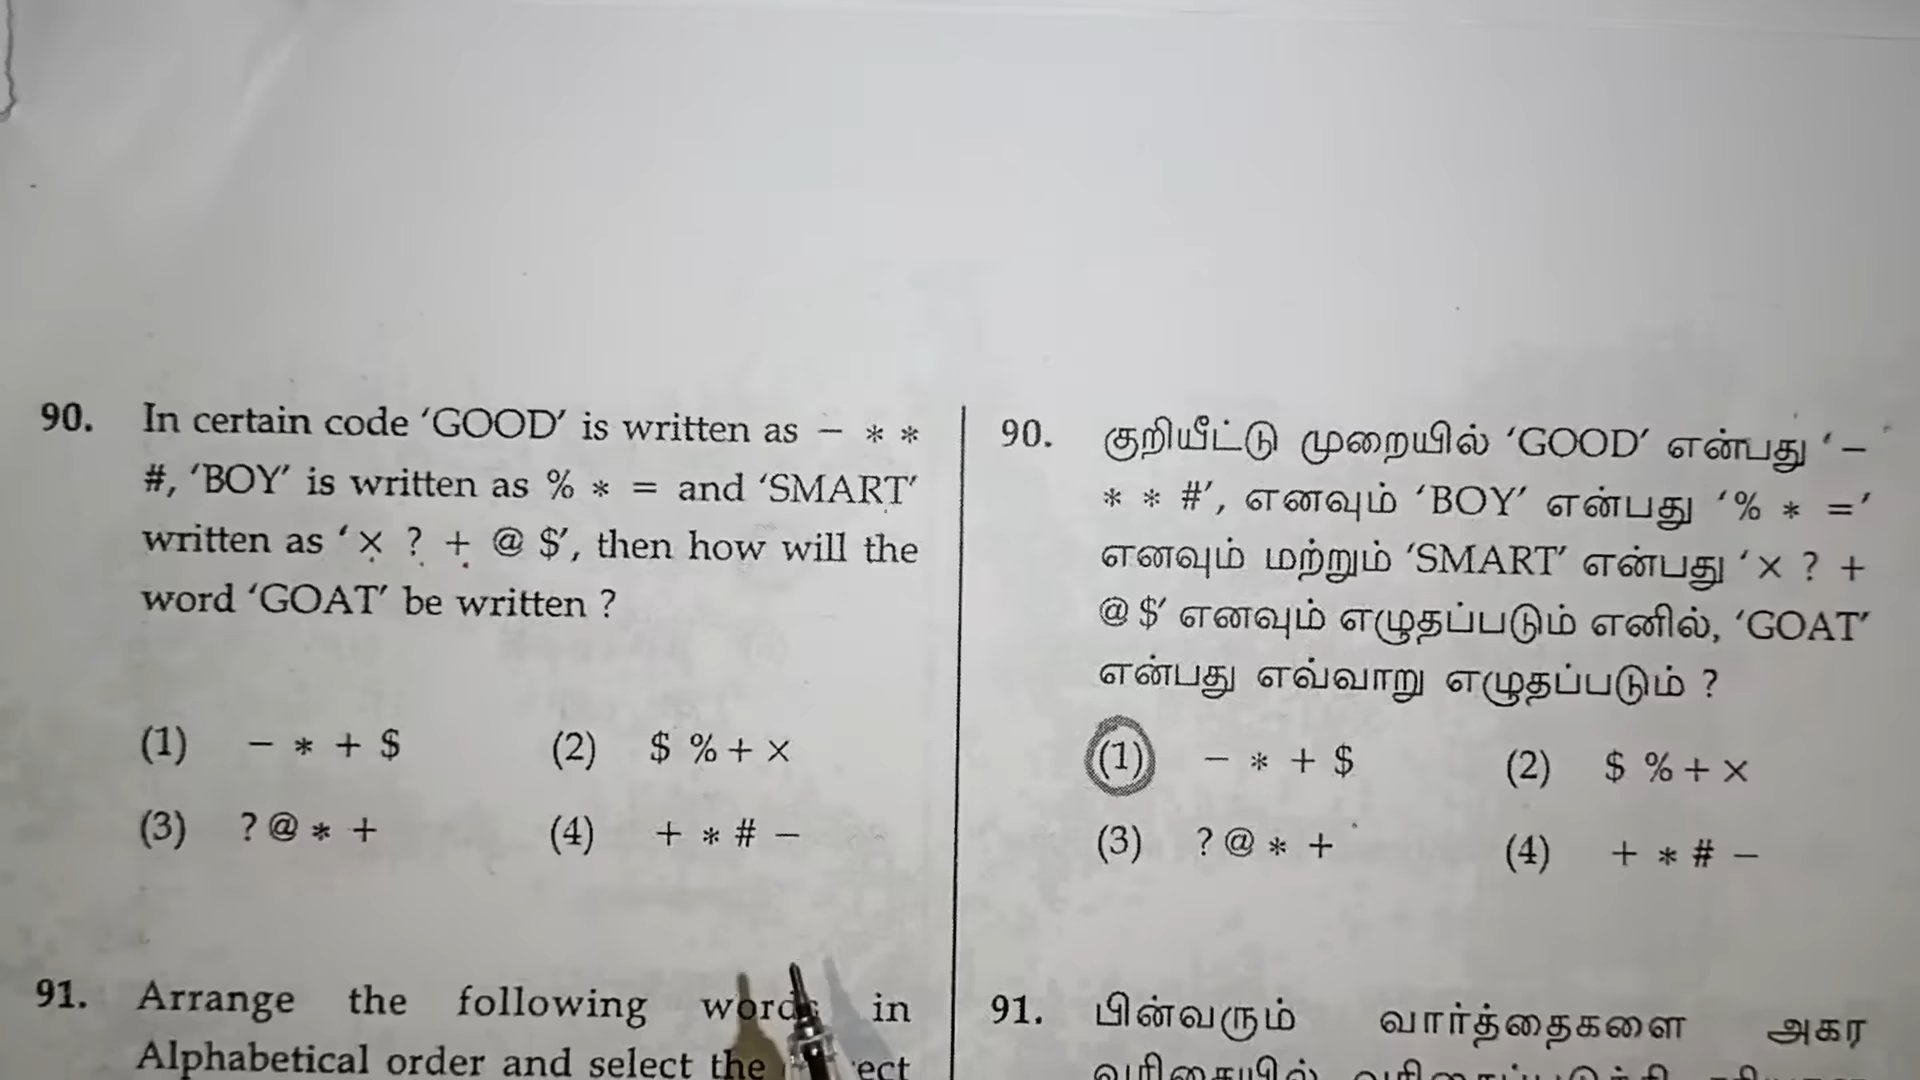 90. In certain code ‘GOOD’ is written as − * *
#, ‘BOY’ is written as % * = and ‘SMART’
written as ‘ × ? + @ $’, then how will the
word ‘GOAT’ be written ?
(1) − * + $ (2) $ % + ×
(3) ? @ * + (4) + * # −
91. Arrange the following words in
Alphabetical order and select the
90. குறியீட்டு முறையில் ‘GOOD’ என்பது ‘ −
* * #’, எனவும் ‘BOY’ என்பது ‘% * =’
எனவும் மற்றும் ‘SMART’ என்பது ‘ × ? +
@ $’ எனவும் எழுதப்படும் எனில், ‘GOAT’
என்பது எவ்வாறு எழுதப்படும் ?
(1) − * + $ (2) $ % + ×
(3) ? @ * + (4) + * # −
91. பின்வரும் வார்த்தைகளை அகர